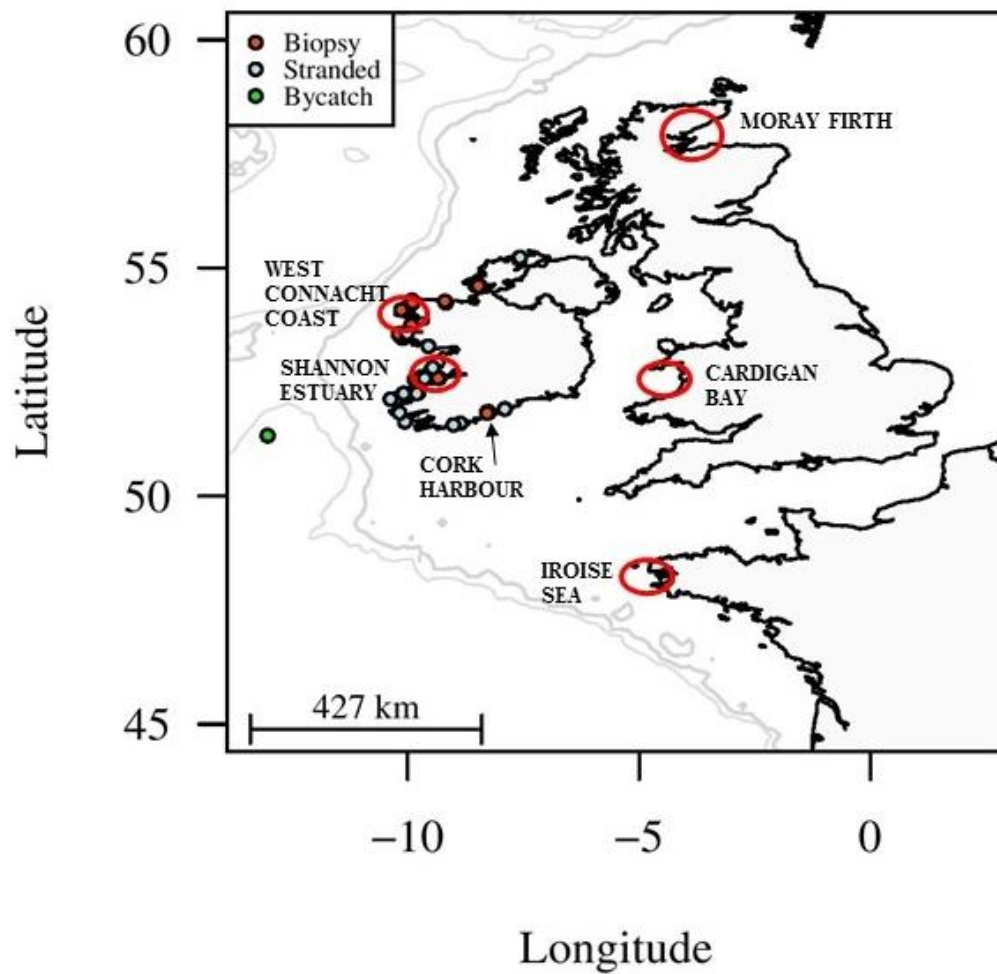 60
55
50
45
Latitude
Biopsy
Stranded
Bycatch
MORAY FIRTH
WEST
CONNACHT
COAST
SHANNON
ESTUARY
CARDIGAN
BAY
CORK
HARBOUR
IROISE
SEA
427 km
−10
−5
0
Longitude